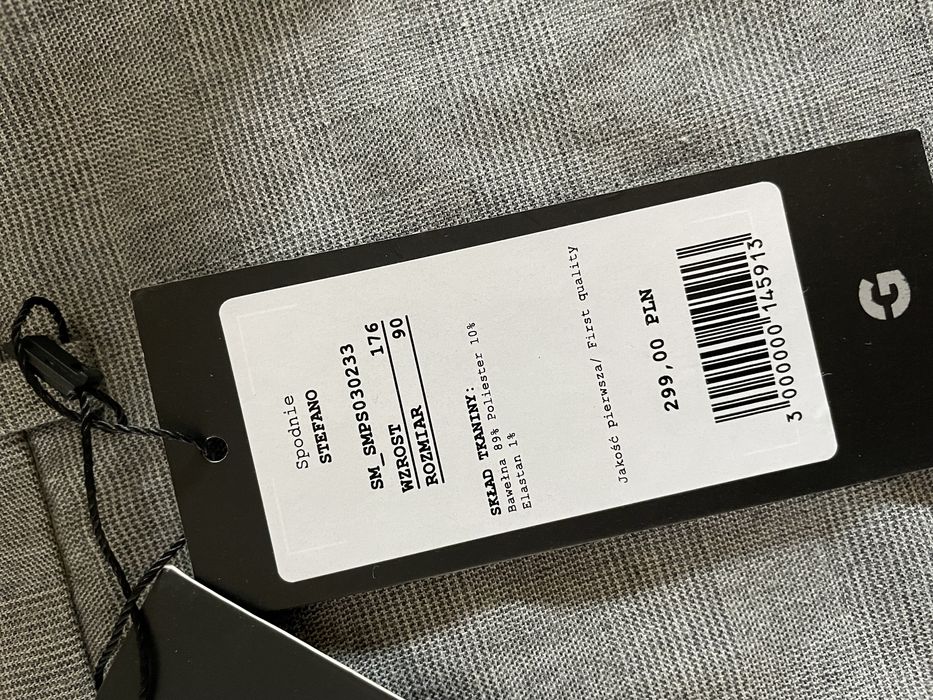 Spodnie
STEFANO
SM_SMPS030233
WZROST 176
ROZMIAR 90
SKŁAD TKANINY:
Bawełna 89% Poliester 10%
Elastan 1%
Jakość Pierwsza/ First quality
299,00 PLN
3 000000 145913
G